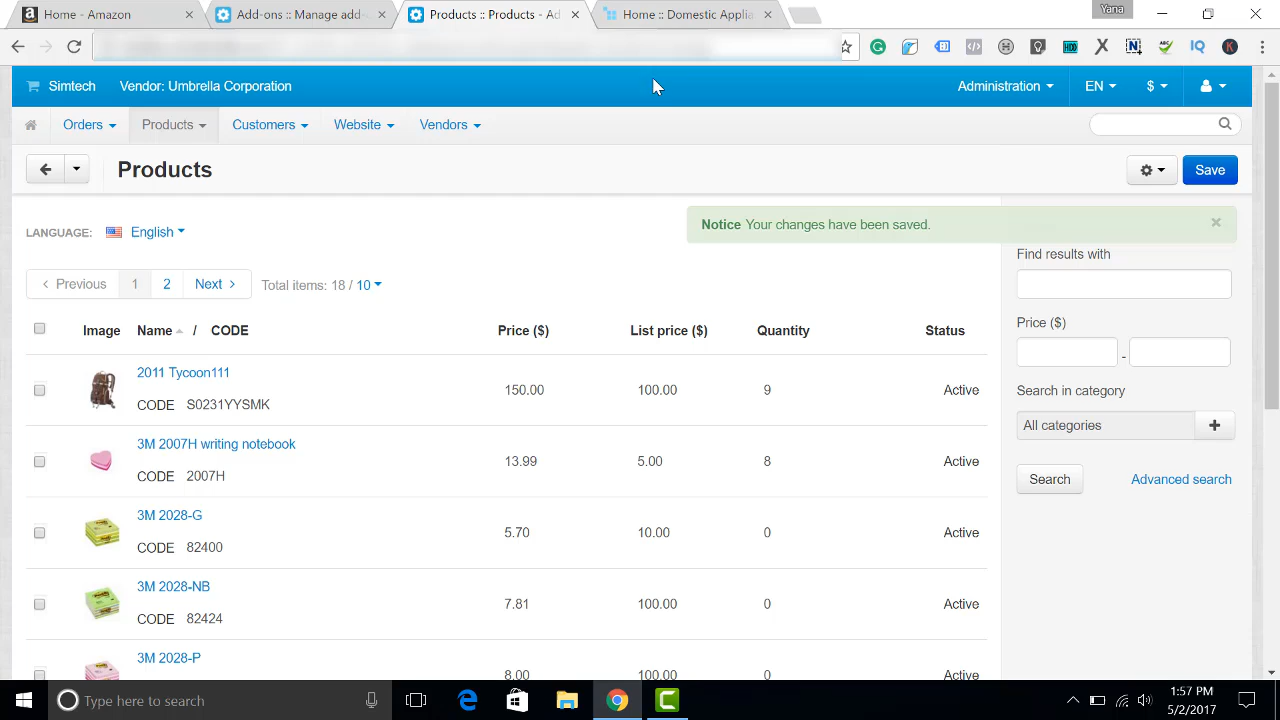 Home - Amazon
Add-ons :: Manage add-
Products :: Products - Ad
Home :: Domestic Applia
Yana
Simtech
Vendor: Umbrella Corporation
Administration
EN
$
Orders
Products
Customers
Website
Vendors
Products
Save
LANGUAGE: English
Notice Your changes have been saved.
Previous 1 2 Next Total items: 18 / 10
Find results with
Image Name / CODE Price ($) List price ($) Quantity Status
Price ($)
-
2011 Tycoon111
CODE S0231YYSMK
150.00 100.00 9 Active
Search in category
All categories
3M 2007H writing notebook
CODE 2007H
13.99 5.00 8 Active
Search
Advanced search
3M 2028-G
CODE 82400
5.70 10.00 0 Active
3M 2028-NB
CODE 82424
7.81 100.00 0 Active
3M 2028-P
8.00 100.00 0 Active
Type here to search
1:57 PM
5/2/2017